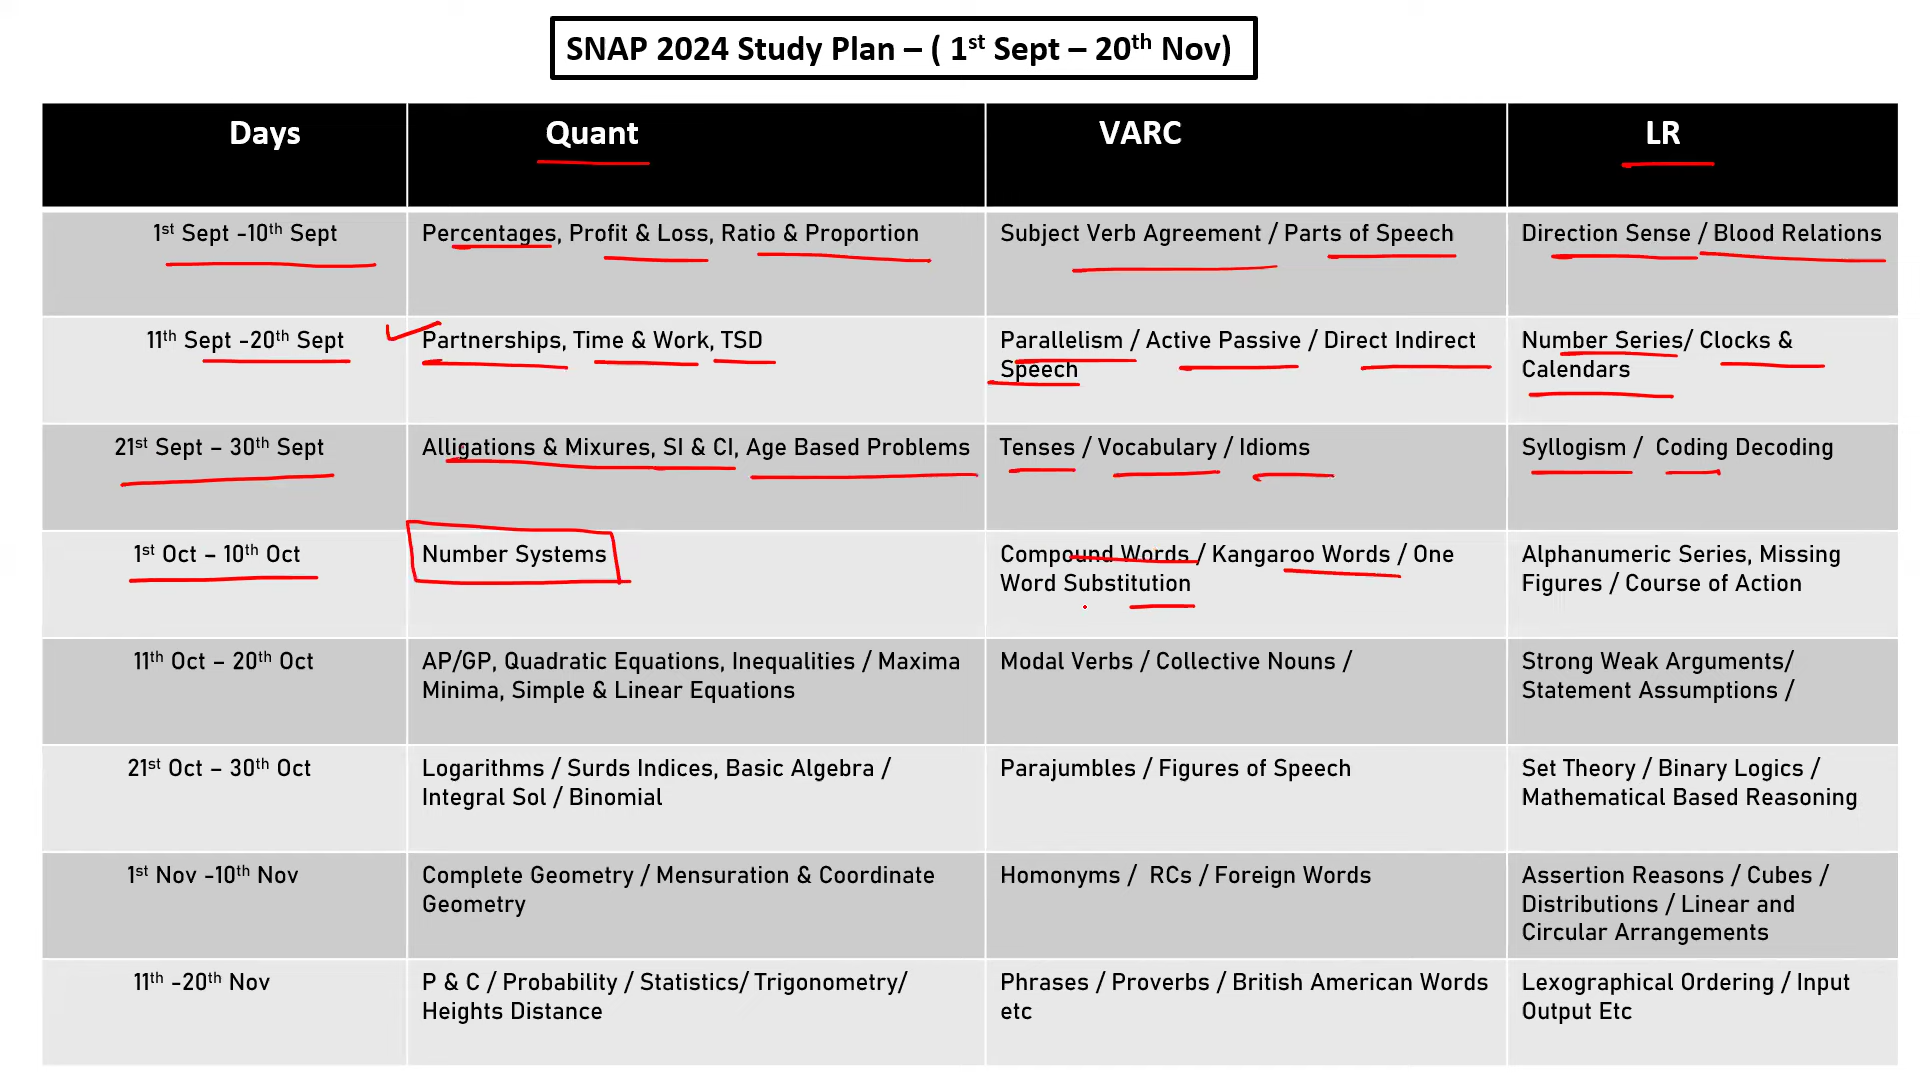 SNAP 2024 Study Plan – ( 1st Sept – 20th Nov)
Days Quant VARC LR
1st Sept -10th Sept Percentages, Profit & Loss, Ratio & Proportion Subject Verb Agreement / Parts of Speech Direction Sense / Blood Relations
11th Sept -20th Sept Partnerships, Time & Work, TSD Parallelism / Active Passive / Direct Indirect Number Series/ Clocks &
Speech Calendars
21st Sept – 30th Sept Alligations & Mixures, SI & CI, Age Based Problems Tenses / Vocabulary / Idioms Syllogism / Coding Decoding
1st Oct – 10th Oct Number Systems Compound Words / Kangaroo Words / One Alphanumeric Series, Missing
Word Substitution Figures / Course of Action
11th Oct – 20th Oct AP/GP, Quadratic Equations, Inequalities / Maxima Modal Verbs / Collective Nouns / Strong Weak Arguments/
Minima, Simple & Linear Equations Statement Assumptions /
21st Oct – 30th Oct Logarithms / Surds Indices, Basic Algebra / Parajumbles / Figures of Speech Set Theory / Binary Logics /
Integral Sol / Binomial Mathematical Based Reasoning
1st Nov -10th Nov Complete Geometry / Mensuration & Coordinate Homonyms / RCs / Foreign Words Assertion Reasons / Cubes /
Geometry Distributions / Linear and
Circular Arrangements
11th -20th Nov P & C / Probability / Statistics/ Trigonometry/ Phrases / Proverbs / British American Words Lexographical Ordering / Input
Heights Distance etc Output Etc